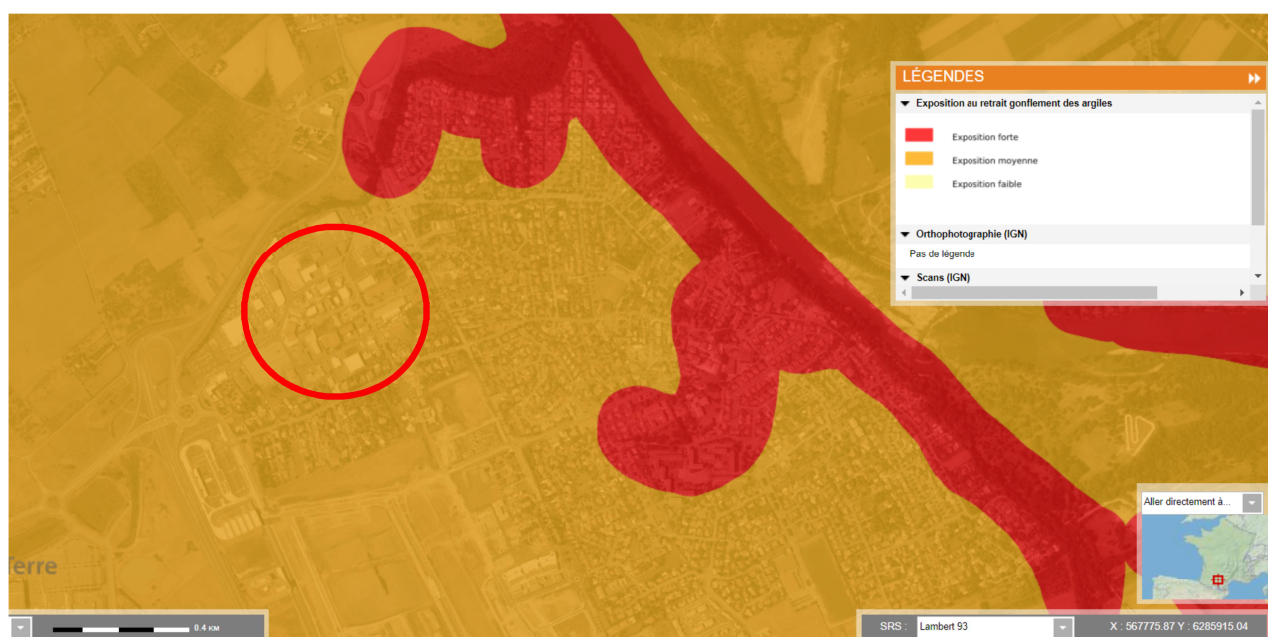 LÉGENDES
Exposition au retrait gonflement des argiles
Exposition forte
Exposition moyenne
Exposition faible
Orthophotographie (IGN)
Pas de légende
Scans (IGN)
Aller directement à...
erre
0.4 KM
SRS : Lambert 93 X : 567775.87 Y : 6285915.04